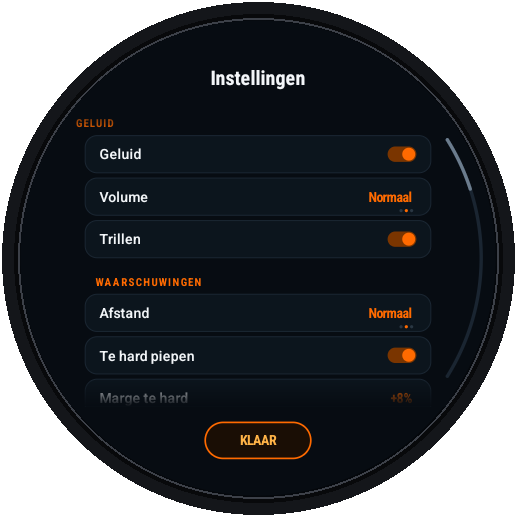 Instellingen
GELUID
Geluid
Volume Normaal
Trillen
WAARSCHUWINGEN
Afstand Normaal
Te hard piepen
Marge te hard +8%
KLAAR